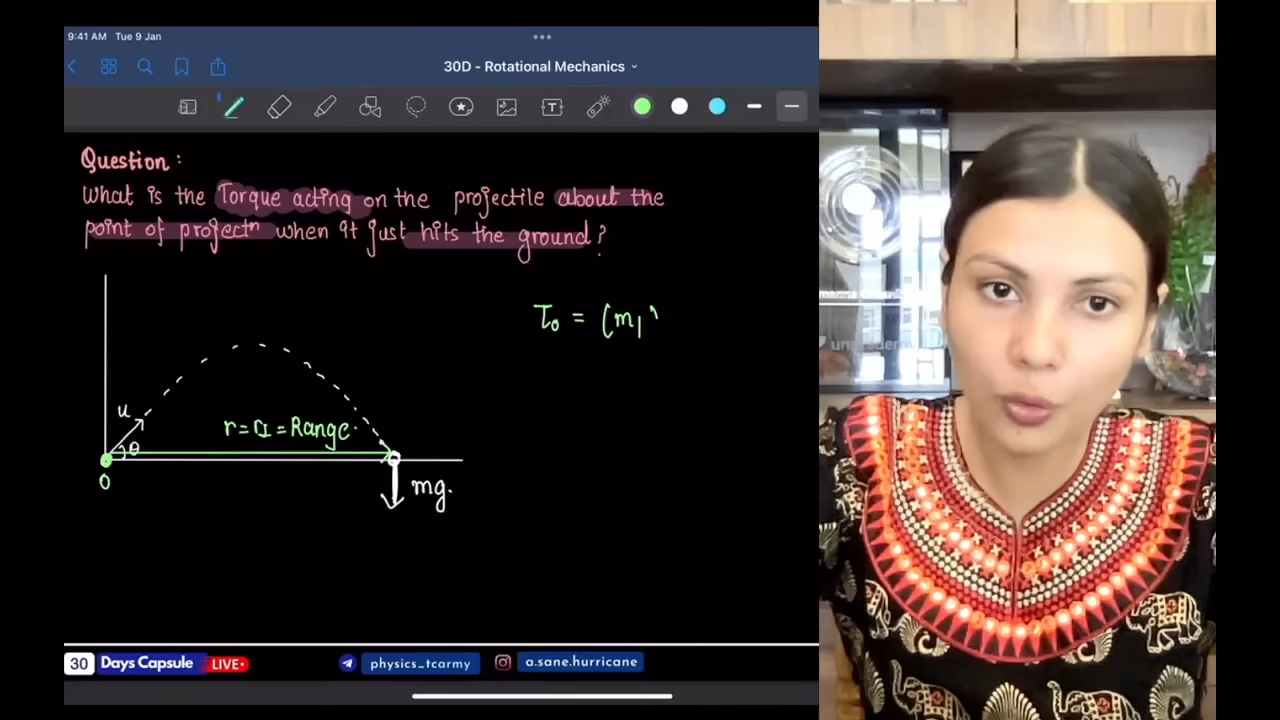 9:41 AM Tue 9 Jan
30D - Rotational Mechanics
Question :
What is the Torque acting on the projectile about the
point of projectⁿ when it just hits the ground ?
τ₀ = (m
u
θ
r = r⊥ = Range
O
mg.
30 Days Capsule LIVE
physics_tcarmy
a.sane.hurricane